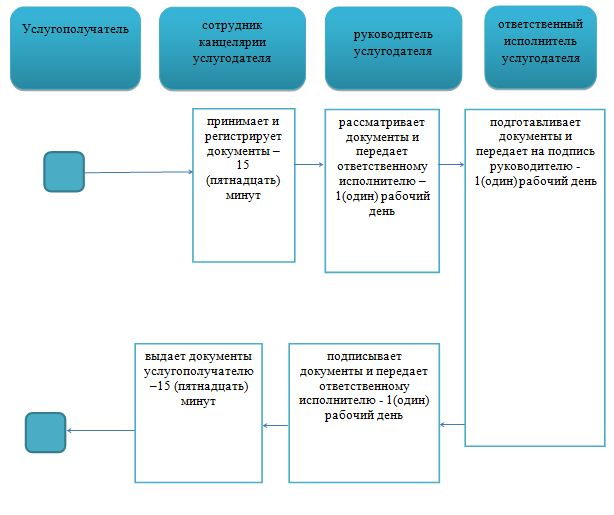 Услугополучатель
сотрудник
канцелярии
услугодателя
руководитель
услугодателя
ответственный
исполнитель
услугодателя
принимает и
регистрирует
документы –
15
(пятнадцать)
минут
рассматривает
документы и
передает
ответственному
исполнителю –
1(один) рабочий
день
подготавливает
документы и
передает на подпись
руководителю -
1(один) рабочий день
выдает документы
услугополучателю
–15 (пятнадцать)
минут
подписывает
документы и передает
ответственному
исполнителю - 1(один)
рабочий день